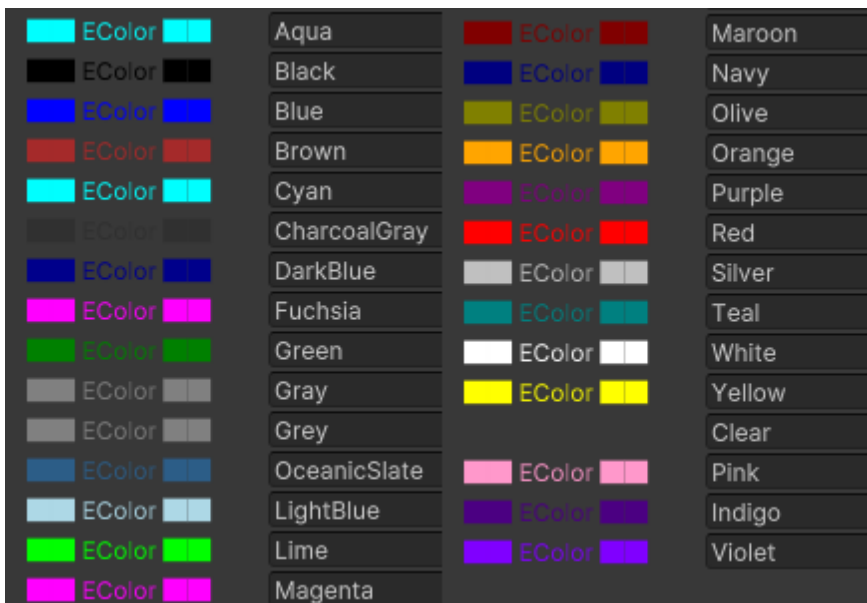 EColor Aqua
EColor Black
EColor Blue
EColor Brown
EColor Cyan
EColor CharcoalGray
EColor DarkBlue
EColor Fuchsia
EColor Green
EColor Gray
EColor Grey
EColor OceanicSlate
EColor LightBlue
EColor Lime
EColor Magenta
EColor Maroon
EColor Navy
EColor Olive
EColor Orange
EColor Purple
EColor Red
EColor Silver
EColor Teal
EColor White
EColor Yellow
Clear
EColor Pink
EColor Indigo
EColor Violet